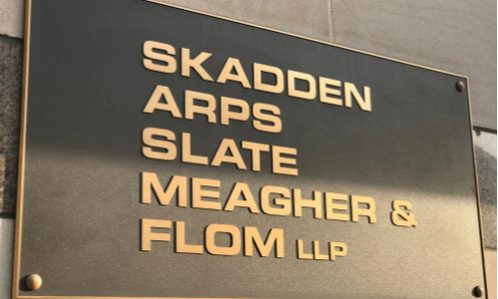 SKADDEN
ARPS
SLATE
MEAGHER &
FLOM LLP